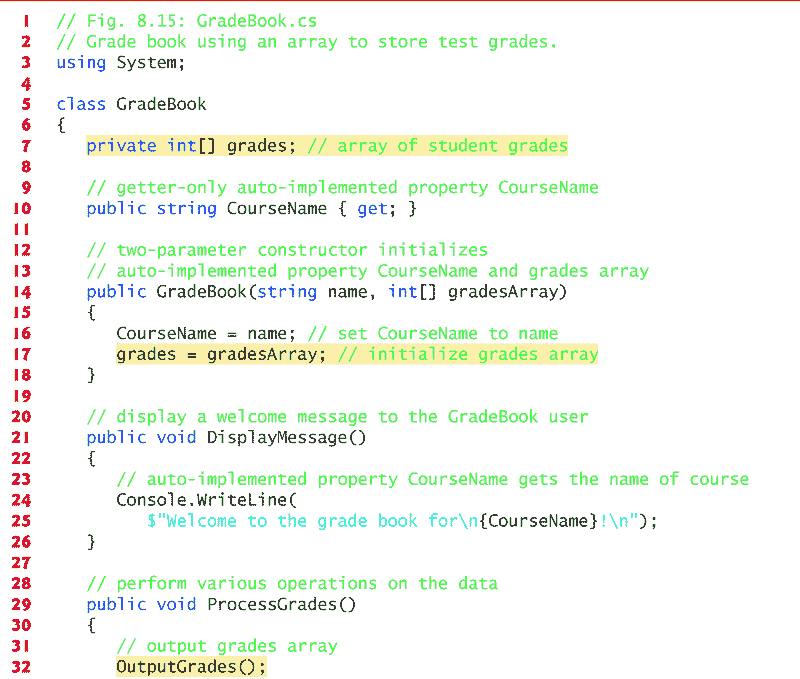 1 // Fig. 8.15: GradeBook.cs
2 // Grade book using an array to store test grades.
3 using System;
4
5 class GradeBook
6 {
7 private int[] grades; // array of student grades
8
9 // getter-only auto-implemented property CourseName
10 public string CourseName { get; }
11
12 // two-parameter constructor initializes
13 // auto-implemented property CourseName and grades array
14 public GradeBook(string name, int[] gradesArray)
15 {
16 CourseName = name; // set CourseName to name
17 grades = gradesArray; // initialize grades array
18 }
19
20 // display a welcome message to the GradeBook user
21 public void DisplayMessage()
22 {
23 // auto-implemented property CourseName gets the name of course
24 Console.WriteLine(
25 $"Welcome to the grade book for\n{CourseName}!\n");
26 }
27
28 // perform various operations on the data
29 public void ProcessGrades()
30 {
31 // output grades array
32 OutputGrades();